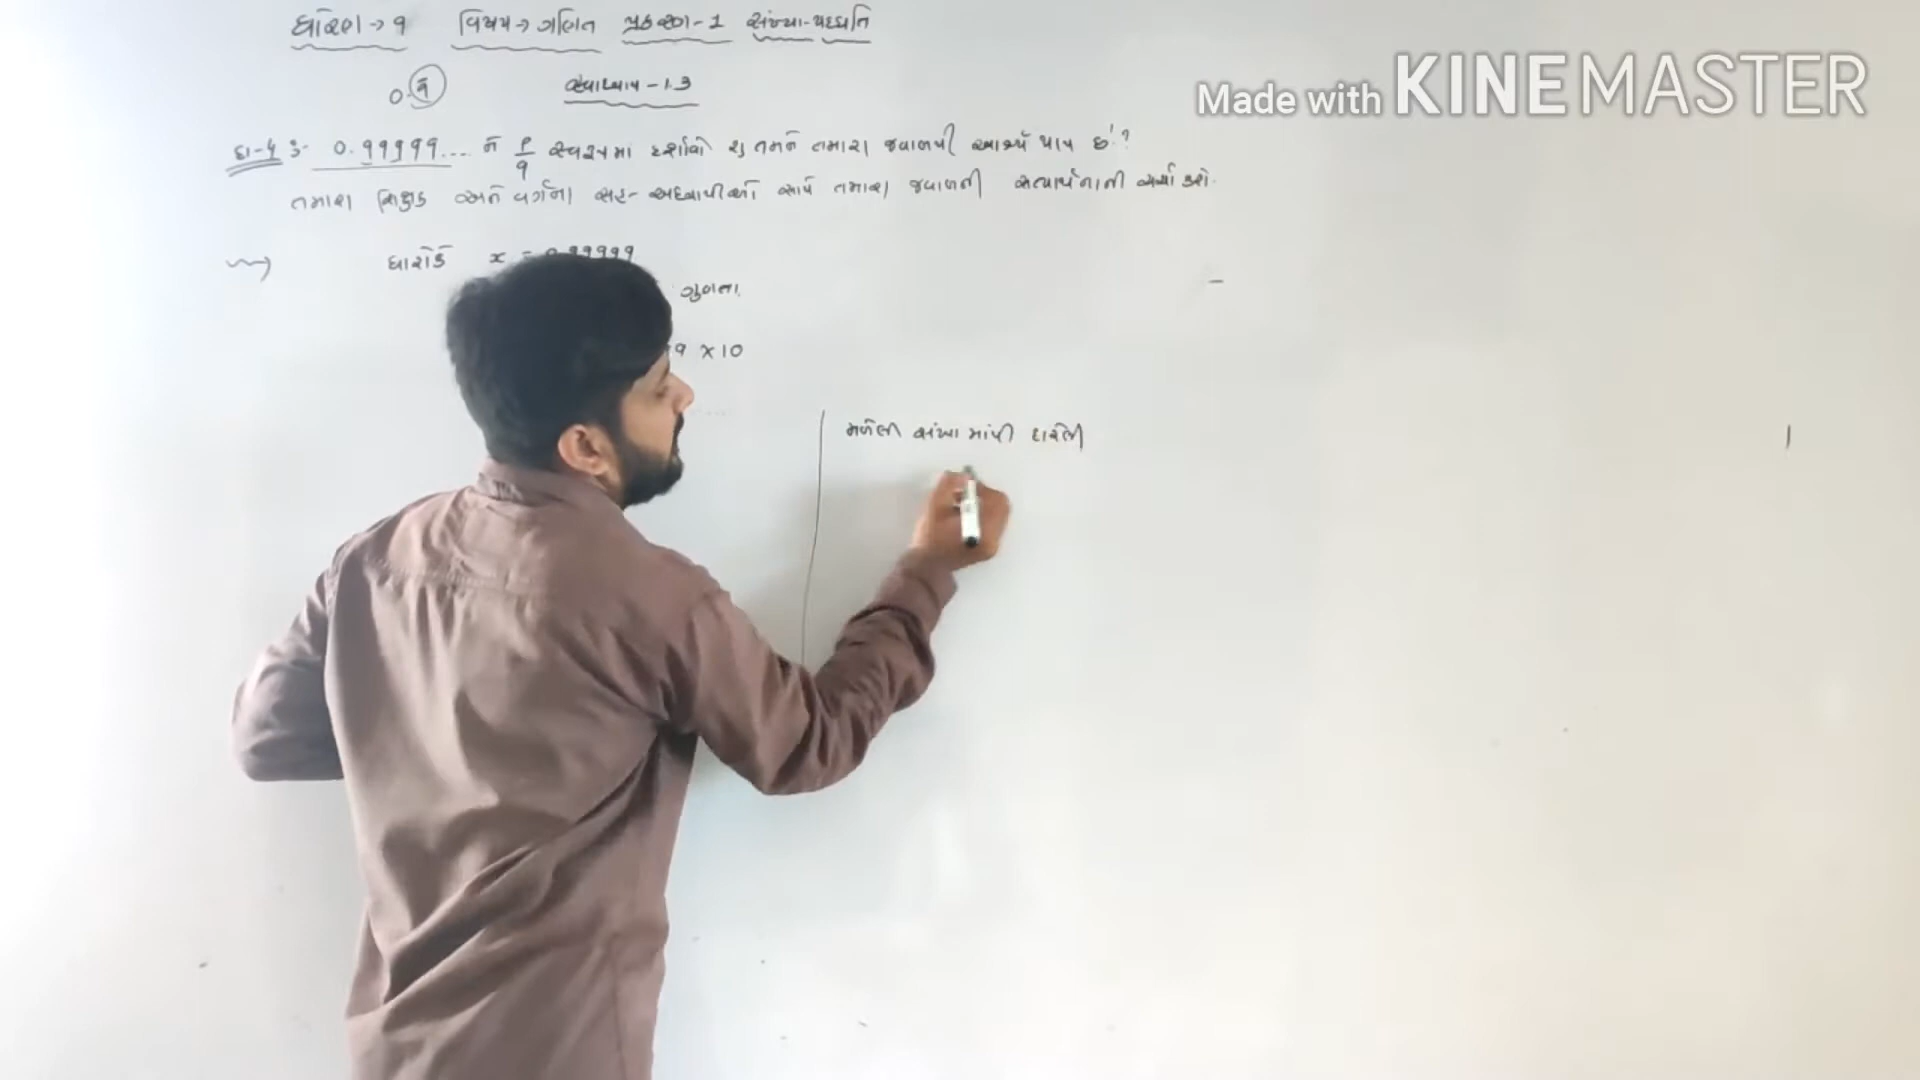 ધોરણ → 9 વિષય → ગણિત પ્રકરણ - 1 સંખ્યા-પદ્ધતિ
Made with KINEMASTER
0.9̄ સ્વાધ્યાય - 1.3
દા-4 0.99999... ને p/q સ્વરૂપમાં દર્શાવો શું તમને તમારા જવાબથી આશ્ચર્ય થાય છે?
તમારા શિક્ષક અને વર્ગના સહ-અધ્યાયીઓ સાથે તમારા જવાબની સત્યાર્થતાની ચર્ચા કરો.
ધારોકે x = 0.99999
ગુણતા.
9 × 10
મળેલી સંખ્યા માંથી ધારેલી